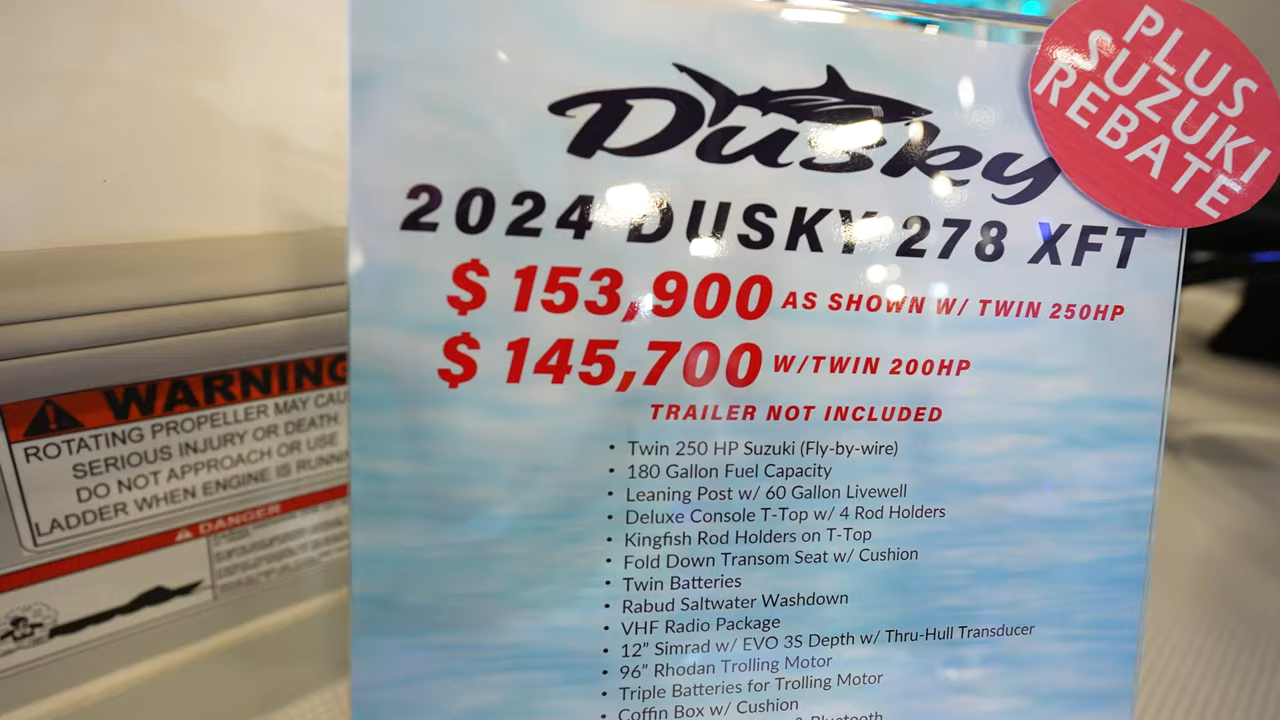 PLUS
SUZUKI
REBATE
Dusky
2024 DUSKY 278 XFT
$ 153,900 AS SHOWN W/ TWIN 250HP
$ 145,700 W/TWIN 200HP
TRAILER NOT INCLUDED
• Twin 250 HP Suzuki (Fly-by-wire)
• 180 Gallon Fuel Capacity
• Leaning Post w/ 60 Gallon Livewell
• Deluxe Console T-Top w/ 4 Rod Holders
• Kingfish Rod Holders on T-Top
• Fold Down Transom Seat w/ Cushion
• Twin Batteries
• Rabud Saltwater Washdown
• VHF Radio Package
• 12” Simrad w/ EVO 3S Depth w/ Thru-Hull Transducer
• 96” Rhodan Trolling Motor
• Triple Batteries for Trolling Motor
• Coffin Box w/ Cushion
& Bluetooth
WARNING
ROTATING PROPELLER MAY CAU
SERIOUS INJURY OR DEATH.
DO NOT APPROACH OR USE
LADDER WHEN ENGINE IS RUNN
DANGER